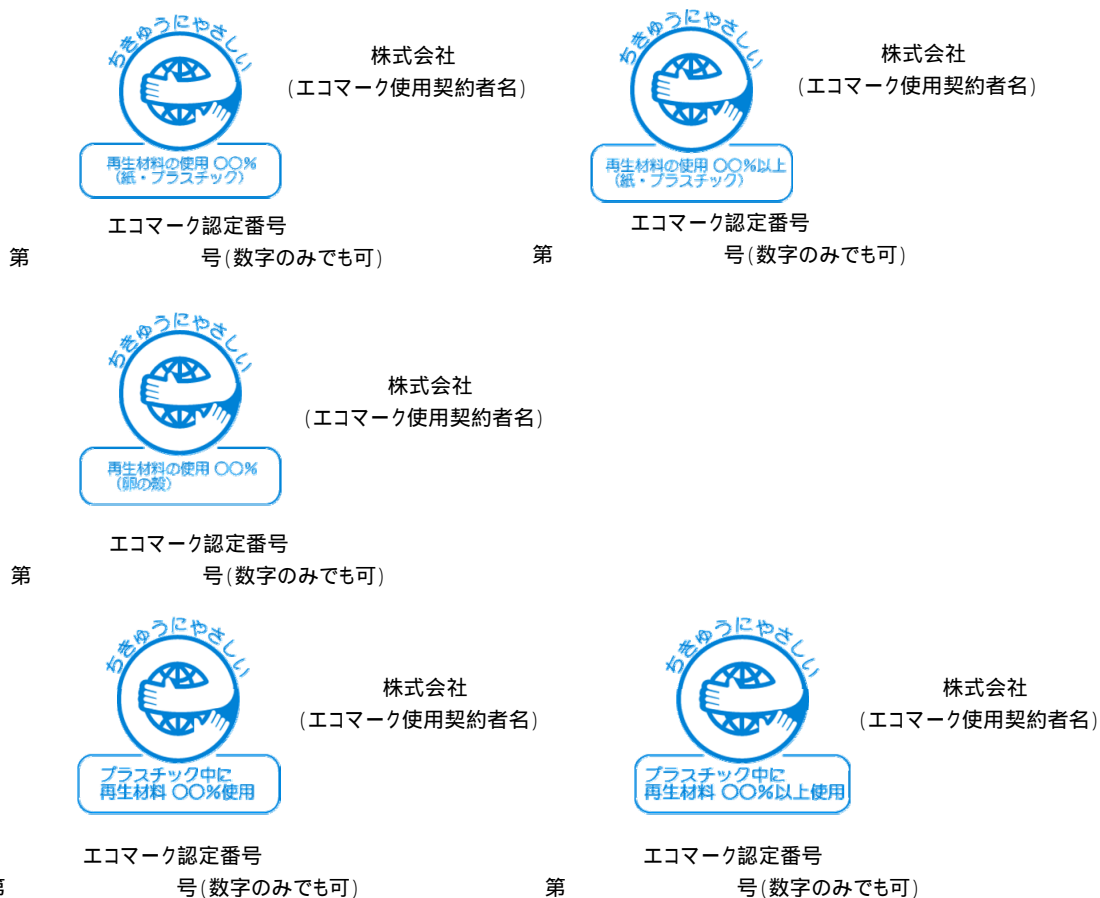 ちきゅうにやさしい
株式会社
(エコマーク使用契約者名)
再生材料の使用 〇〇%
(紙・プラスチック)
エコマーク認定番号
第 号(数字のみでも可)
ちきゅうにやさしい
株式会社
(エコマーク使用契約者名)
再生材料の使用 〇〇%以上
(紙・プラスチック)
エコマーク認定番号
第 号(数字のみでも可)
ちきゅうにやさしい
株式会社
(エコマーク使用契約者名)
再生材料の使用 〇〇%
(卵の殻)
エコマーク認定番号
第 号(数字のみでも可)
ちきゅうにやさしい
株式会社
(エコマーク使用契約者名)
プラスチック中に
再生材料 〇〇%使用
エコマーク認定番号
第 号(数字のみでも可)
ちきゅうにやさしい
株式会社
(エコマーク使用契約者名)
プラスチック中に
再生材料 〇〇%以上使用
エコマーク認定番号
第 号(数字のみでも可)